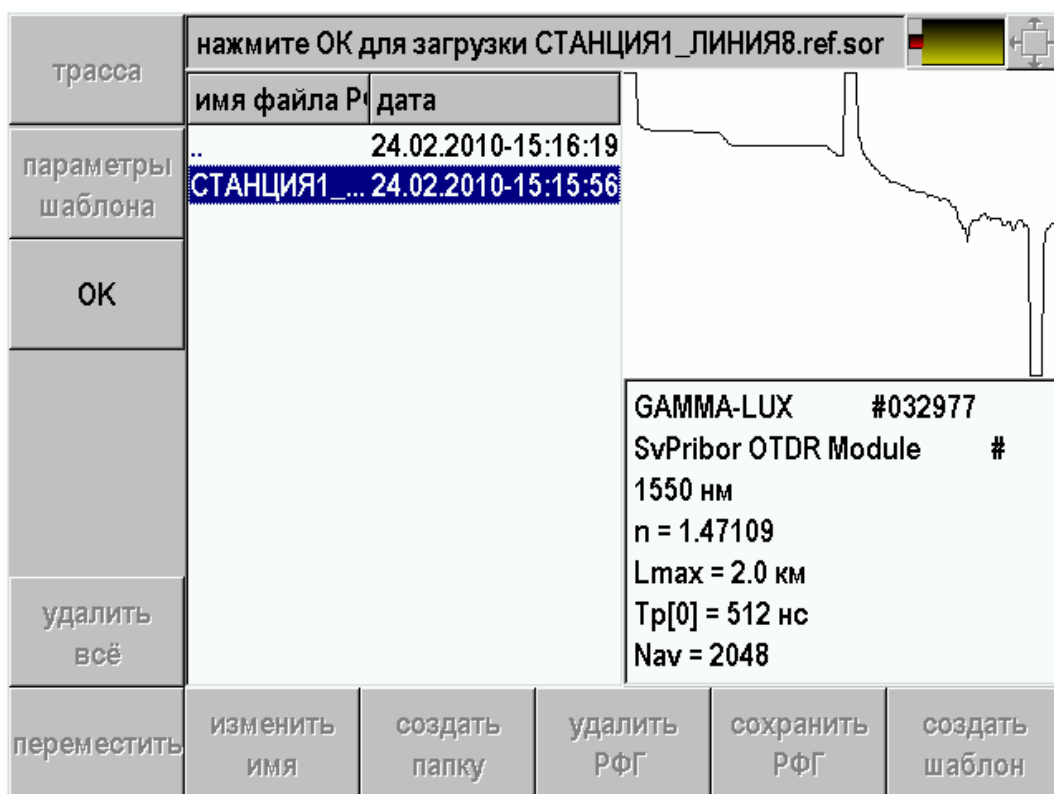 трасса
нажмите ОК для загрузки СТАНЦИЯ1_ЛИНИЯ8.ref.sor
имя файла Р
дата
параметры
шаблона
..
24.02.2010-15:16:19
СТАНЦИЯ1_... 24.02.2010-15:15:56
ОК
GAMMA-LUX #032977
SvPribor OTDR Module #
1550 нм
n = 1.47109
Lmax = 2.0 км
Tp[0] = 512 нс
Nav = 2048
удалить
всё
переместить
изменить
имя
создать
папку
удалить
РФГ
сохранить
РФГ
создать
шаблон